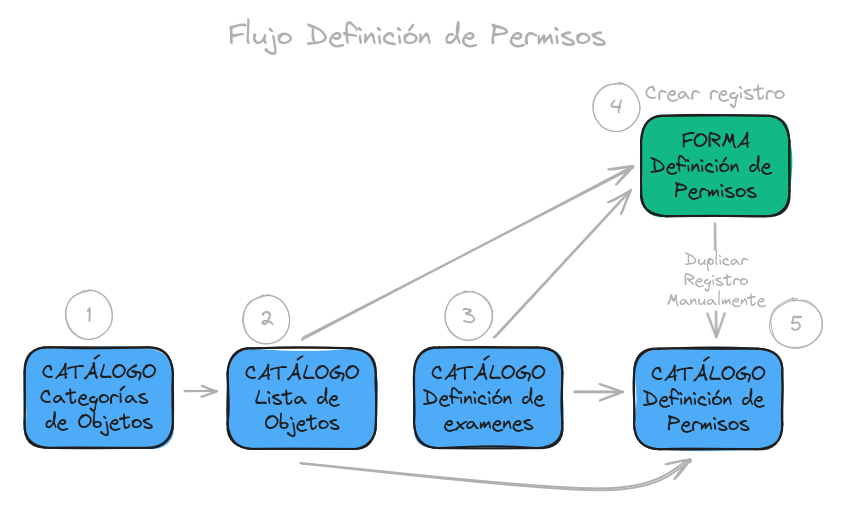 Flujo Definición de Permisos
4
Crear registro
FORMA
Definición de
Permisos
Duplicar
Registro
Manualmente
1
2
3
5
CATÁLOGO
Categorías
de Objetos
CATÁLOGO
Lista de
Objetos
CATÁLOGO
Definición de
examenes
CATÁLOGO
Definición de
Permisos